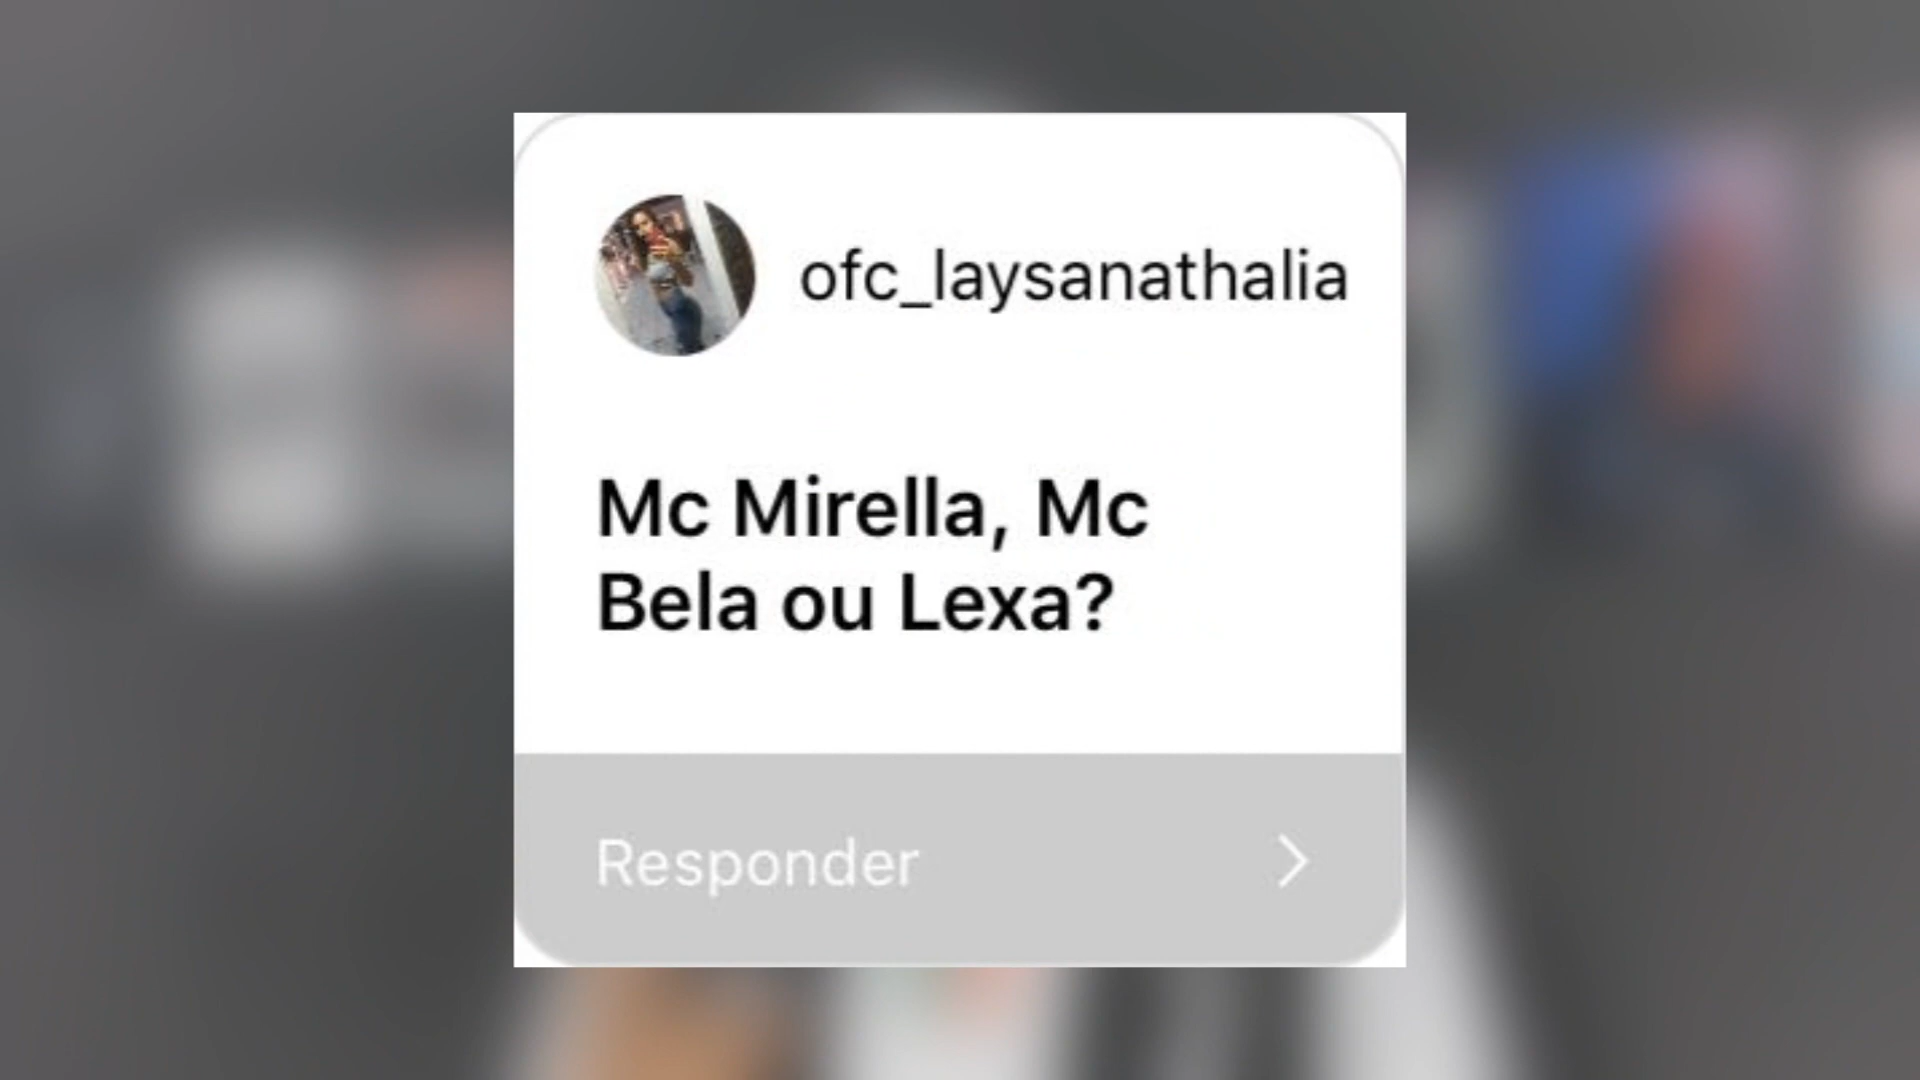 ofc_laysanathalia
Mc Mirella, Mc
Bela ou Lexa?
Responder